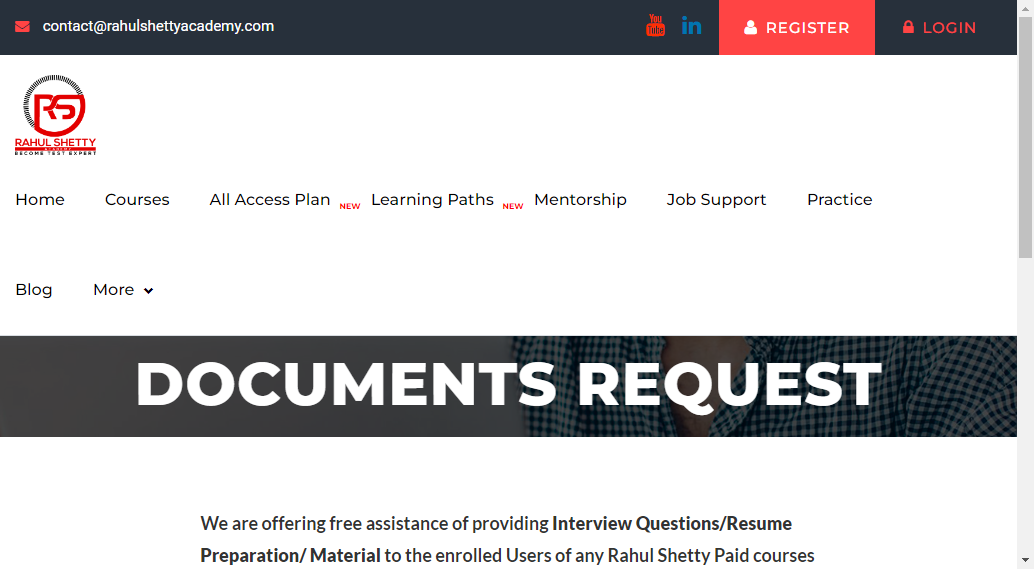 contact@rahulshettyacademy.com
You Tube in REGISTER LOGIN
RS
RAHUL SHETTY
ACADEMY
BECOME TEST EXPERT
Home Courses All Access Plan NEW Learning Paths NEW Mentorship Job Support Practice
Blog More
DOCUMENTS REQUEST
We are offering free assistance of providing Interview Questions/Resume
Preparation/ Material to the enrolled Users of any Rahul Shetty Paid courses